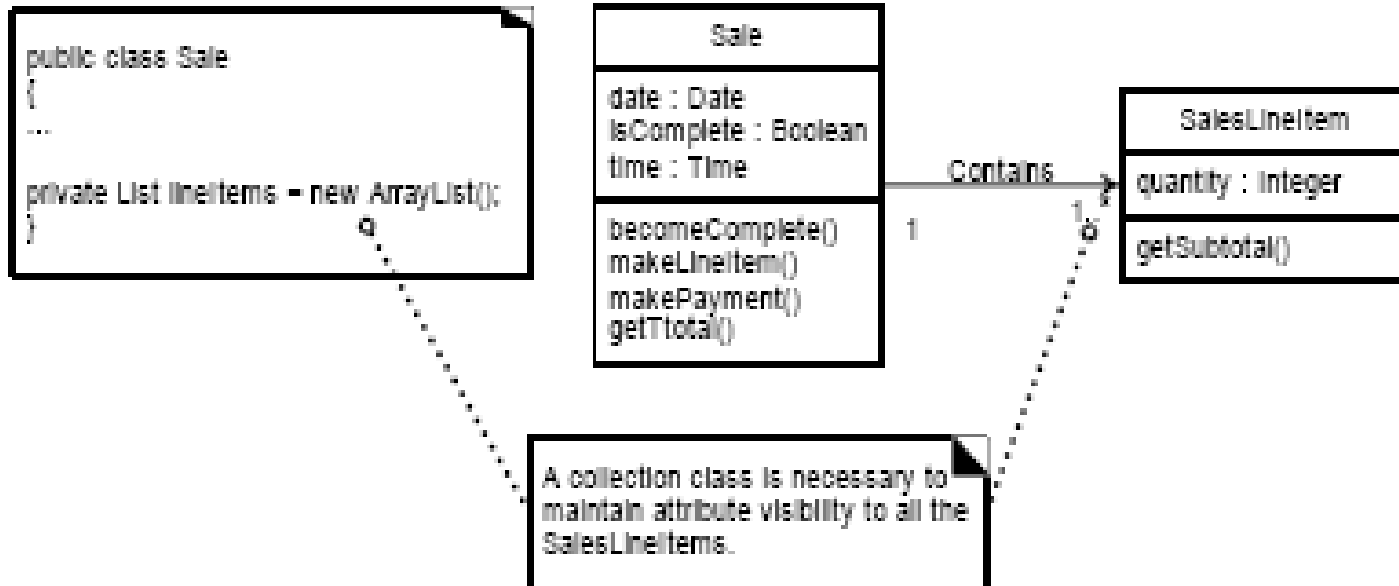 public class Sale
{
...
private List lineItems = new ArrayList();
}
Sale
date : Date
isComplete : Boolean
time : Time
becomeComplete()
makeLineItem()
makePayment()
getTtotal()
Contains
1
SalesLineItem
quantity : Integer
getSubtotal()
A collection class is necessary to
maintain attribute visibility to all the
SalesLineItems.